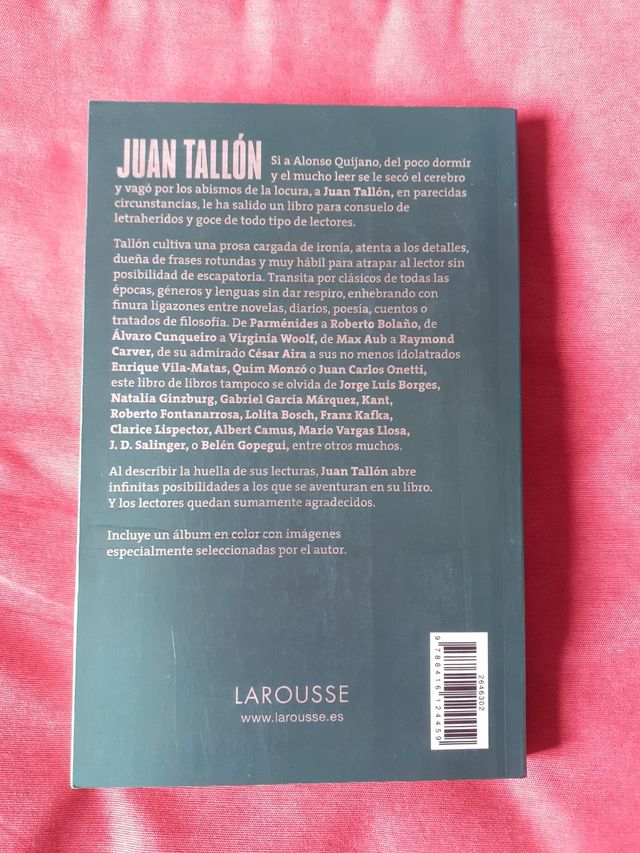 JUAN TALLÓN Si a Alonso Quijano, del poco dormir
y el mucho leer se le secó el cerebro
y vagó por los abismos de la locura, a Juan Tallón, en parecidas
circunstancias, le ha salido un libro para consuelo de
letraheridos y goce de todo tipo de lectores.
Tallón cultiva una prosa cargada de ironía, atenta a los detalles,
dueña de frases rotundas y muy hábil para atrapar al lector sin
posibilidad de escapatoria. Transita por clásicos de todas las
épocas, géneros y lenguas sin dar respiro, enhebrando con
finura ligazones entre novelas, diarios, poesía, cuentos o
tratados de filosofía. De Parménides a Roberto Bolaño, de
Álvaro Cunqueiro a Virginia Woolf, de Max Aub a Raymond
Carver, de su admirado César Aira a sus no menos idolatrados
Enrique Vila-Matas, Quim Monzó o Juan Carlos Onetti,
este libro de libros tampoco se olvida de Jorge Luis Borges,
Natalia Ginzburg, Gabriel García Márquez, Kant,
Roberto Fontanarrosa, Lolita Bosch, Franz Kafka,
Clarice Lispector, Albert Camus, Mario Vargas Llosa,
J. D. Salinger, o Belén Gopegui, entre otros muchos.
Al describir la huella de sus lecturas, Juan Tallón abre
infinitas posibilidades a los que se aventuran en su libro.
Y los lectores quedan sumamente agradecidos.
Incluye un álbum en color con imágenes
especialmente seleccionadas por el autor.
LAROUSSE
www.larousse.es
2646302
9 788416 124459